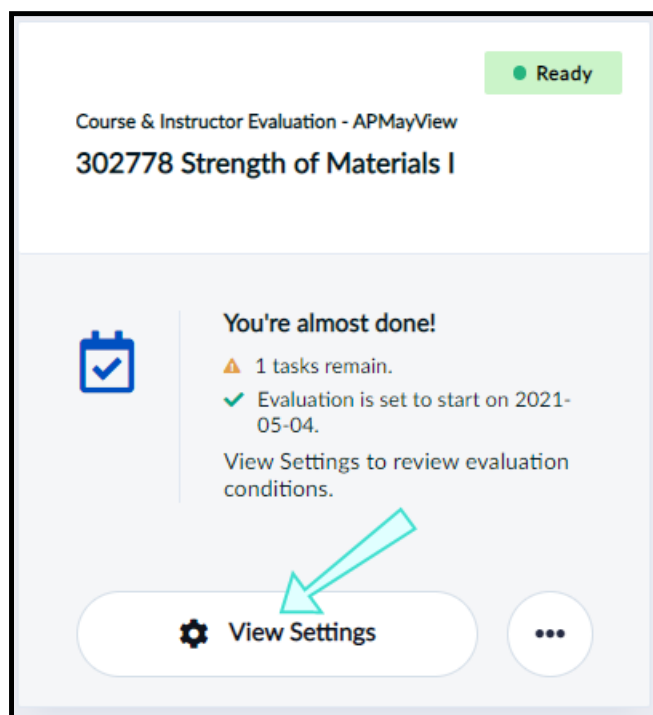 Ready
Course & Instructor Evaluation - APMayView
302778 Strength of Materials I
You're almost done!
1 tasks remain.
Evaluation is set to start on 2021-
05-04.
View Settings to review evaluation
conditions.
View Settings